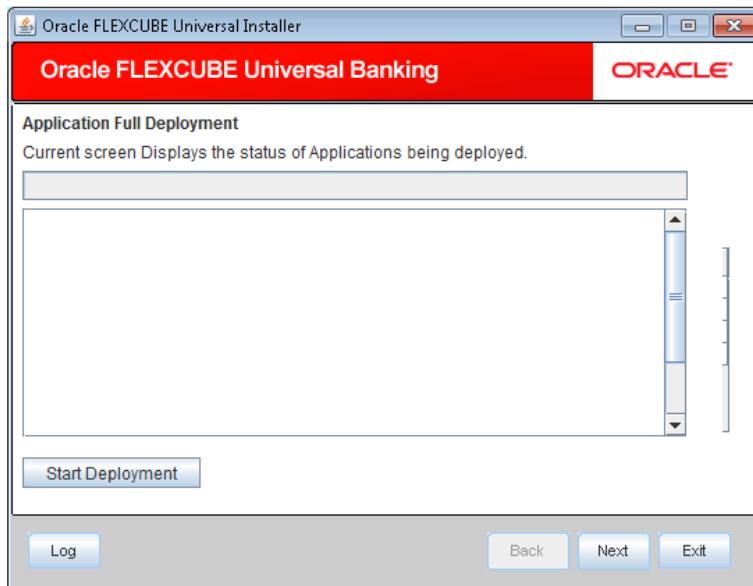 Oracle FLEXCUBE Universal Installer
Oracle FLEXCUBE Universal Banking
ORACLE
Application Full Deployment
Current screen Displays the status of Applications being deployed.
Start Deployment
Log
Back
Next
Exit